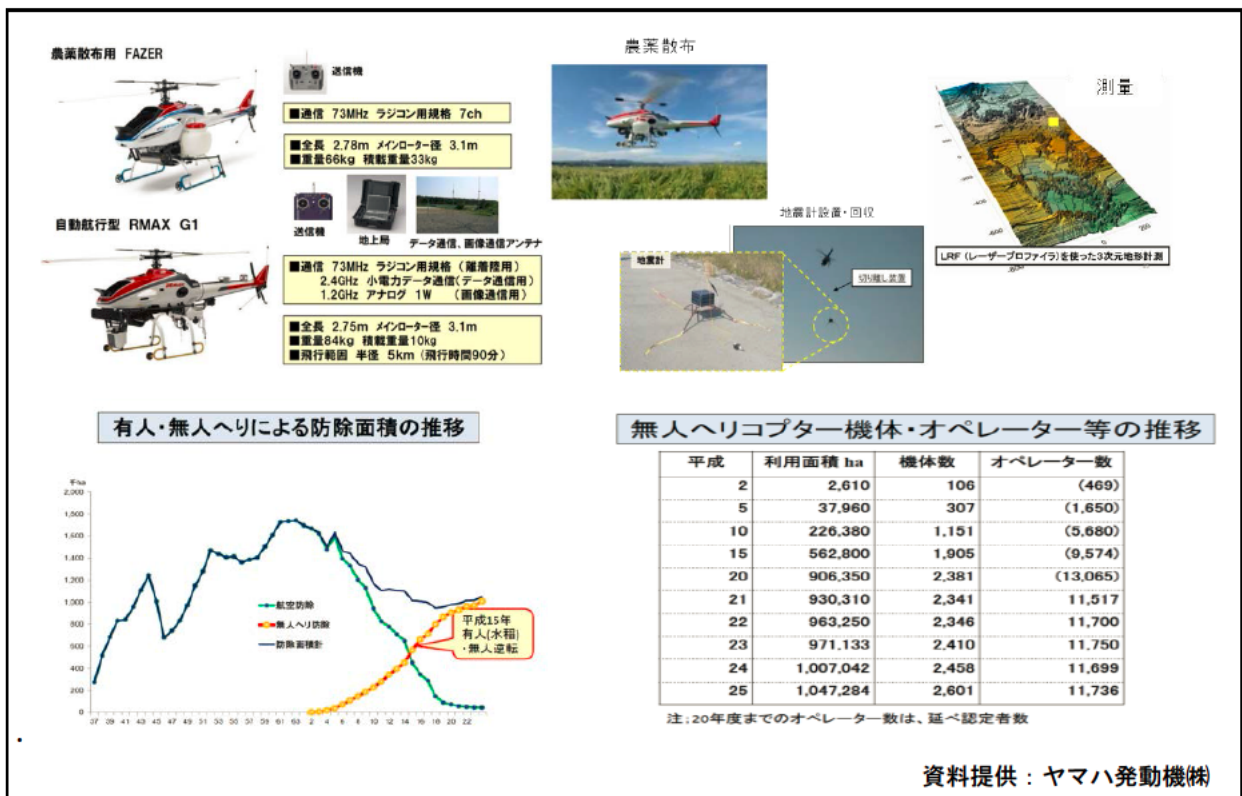 農薬散布用 FAZER
送信機
■通信 73MHz ラジコン用規格 7ch
■全長 2.78m メインローター径 3.1m
■重量66kg 積載重量33kg
自動航行型 RMAX G1
送信機
地上局
データ通信、画像通信アンテナ
■通信 73MHz ラジコン用規格 (離着陸用)
2.4GHz 小電力データ通信(データ通信用)
1.2GHz アナログ 1W (画像通信用)
■全長 2.75m メインローター径 3.1m
■重量84kg 積載重量10kg
■飛行範囲 半径 5km (飛行時間90分)
農薬散布
測量
LRF (レーザープロファイラ)を使った3次元地形計測
地震計設置・回収
地震計
切り離し装置
有人・無人ヘリによる防除面積の推移
千ha
2,000
1,800
1,600
1,400
1,200
1,000
800
600
400
200
0
37 39 41 43 45 47 49 51 53 55 57 59 61 63 2 4 6 8 10 12 14 16 18 20 22
航空防除
無人ヘリ防除
防除面積計
平成15年
有人(水稲)
・無人逆転
無人ヘリコプター機体・オペレーター等の推移
平成 利用面積 ha 機体数 オペレーター数
2 2,610 106 (469)
5 37,960 307 (1,650)
10 226,380 1,151 (5,680)
15 562,800 1,905 (9,574)
20 906,350 2,381 (13,065)
21 930,310 2,341 11,517
22 963,250 2,346 11,700
23 971,133 2,410 11,750
24 1,007,042 2,458 11,699
25 1,047,284 2,601 11,736
注;20年度までのオペレーター数は、延べ認定者数
資料提供:ヤマハ発動機㈱